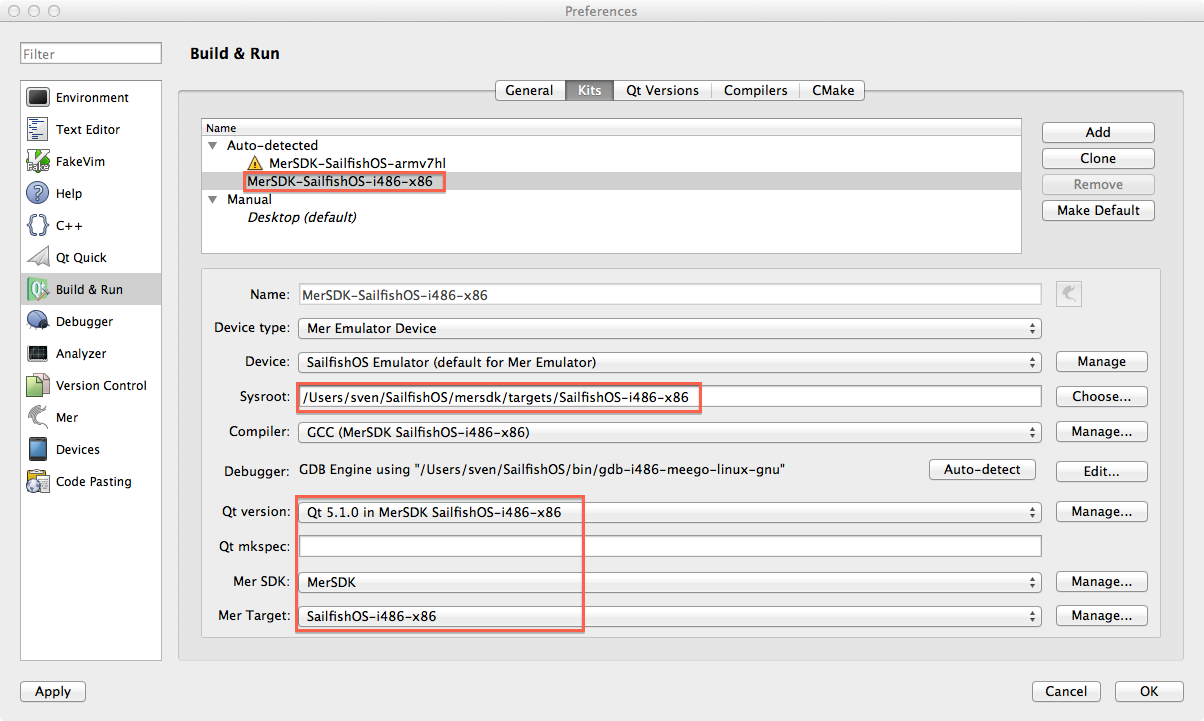 Preferences
Filter
Build & Run
Environment
Text Editor
FakeVim
Help
C++
Qt Quick
Build & Run
Debugger
Analyzer
Version Control
Mer
Devices
Code Pasting
General Kits Qt Versions Compilers CMake
Name
Auto-detected
MerSDK-SailfishOS-armv7hl
MerSDK-SailfishOS-i486-x86
Manual
Desktop (default)
Add
Clone
Remove
Make Default
Name: MerSDK-SailfishOS-i486-x86
Device type: Mer Emulator Device
Device: SailfishOS Emulator (default for Mer Emulator) Manage
Sysroot: /Users/sven/SailfishOS/mersdk/targets/SailfishOS-i486-x86 Choose...
Compiler: GCC (MerSDK SailfishOS-i486-x86) Manage...
Debugger: GDB Engine using "/Users/sven/SailfishOS/bin/gdb-i486-meego-linux-gnu" Auto-detect Edit...
Qt version: Qt 5.1.0 in MerSDK SailfishOS-i486-x86 Manage...
Qt mkspec:
Mer SDK: MerSDK Manage...
Mer Target: SailfishOS-i486-x86 Manage...
Apply Cancel OK